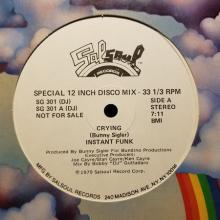 Salsoul
RECORDS
SPECIAL 12 INCH DISCO MIX - 33 1/3 RPM
SG 301 (DJ)
SG 301 A (DJ)
NOT FOR SALE
STEREO
SIDE A
7:11
BMI
CRYING
(Bunny Sigler)
INSTANT FUNK
Produced by Bunny Sigler For Bundino Productions
Executive Producers:
Joe Cayre/Stan Cayre/Ken Cayre
Mix By Bobby "DJ" Guttadaro
©1979 Salsoul Record Corp.
MFG. BY SALSOUL RECORDS, 240 MADISON AVE. NY, NY 10016